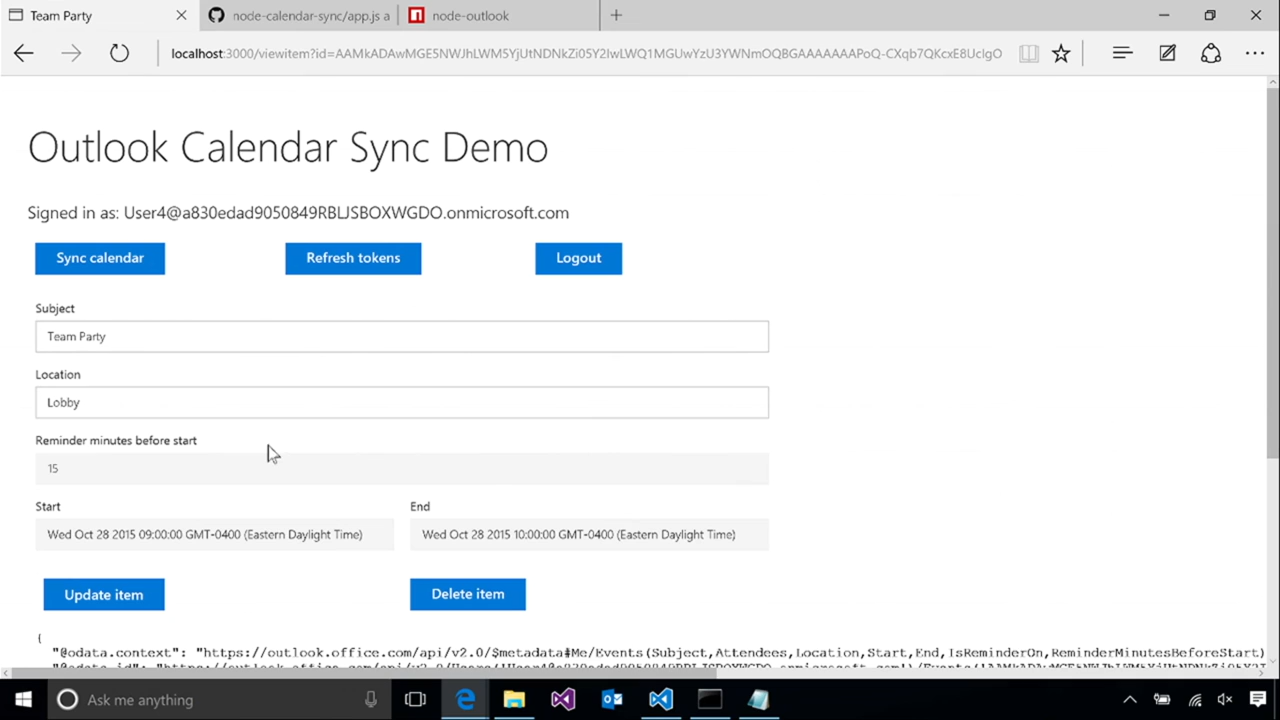 Team Party
node-calendar-sync/app.js a
node-outlook
localhost:3000/viewitem?id=AAMkADAwMGE5NWJhLWM5YjUtNDNkZi05Y2IwLWQ1MGUwYzU3YWNmOQBGAAAAAAAPoQ-CXqb7QKcxE8UcIgO
Outlook Calendar Sync Demo
Signed in as: User4@a830edad9050849RBLJSBOXWGDO.onmicrosoft.com
Sync calendar
Refresh tokens
Logout
Subject
Team Party
Location
Lobby
Reminder minutes before start
15
Start
End
Wed Oct 28 2015 09:00:00 GMT-0400 (Eastern Daylight Time)
Wed Oct 28 2015 10:00:00 GMT-0400 (Eastern Daylight Time)
Update item
Delete item
{
"@odata.context": "https://outlook.office.com/api/v2.0/$metadata#Me/Events(Subject,Attendees,Location,Start,End,IsReminderOn,ReminderMinutesBeforeStart)
Ask me anything